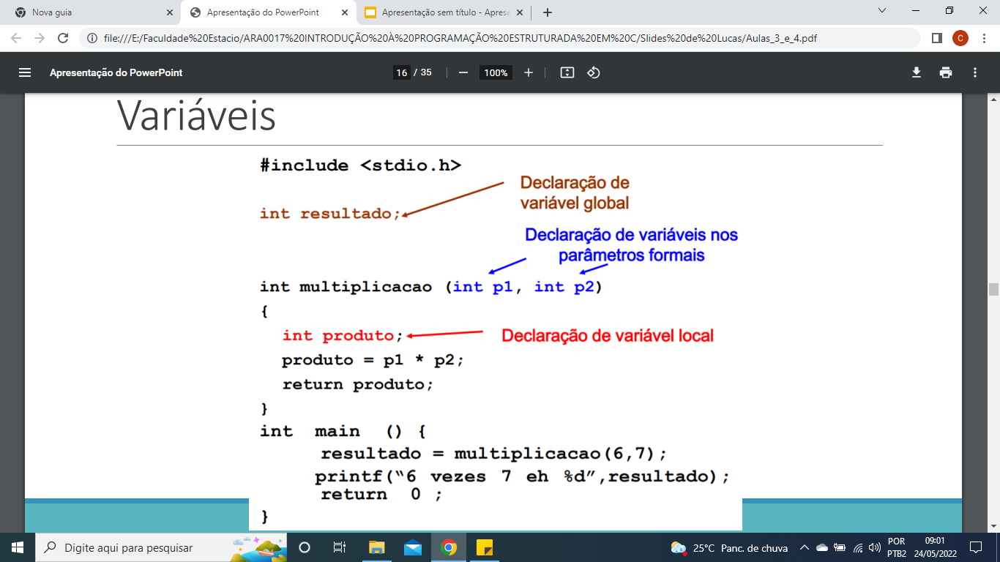 Nova guia
Apresentação do PowerPoint
Apresentação sem título - Aprese
file:///E:/Faculdade%20Estacio/ARA0017%20INTRODUÇÃO%20À%20PROGRAMAÇÃO%20ESTRUTURADA%20EM%20C/Slides%20de%20Lucas/Aulas_3_e_4.pdf
C
Apresentação do PowerPoint
16 / 35
100%
Variáveis
#include <stdio.h>
Declaração de
variável global
int resultado;
Declaração de variáveis nos
parâmetros formais
int multiplicacao (int p1, int p2)
{
int produto;
Declaração de variável local
produto = p1 * p2;
return produto;
}
int main () {
resultado = multiplicacao(6,7);
printf(“6 vezes 7 eh %d”,resultado);
return 0 ;
}
Digite aqui para pesquisar
25°C Panc. de chuva
POR
PTB2
09:01
24/05/2022